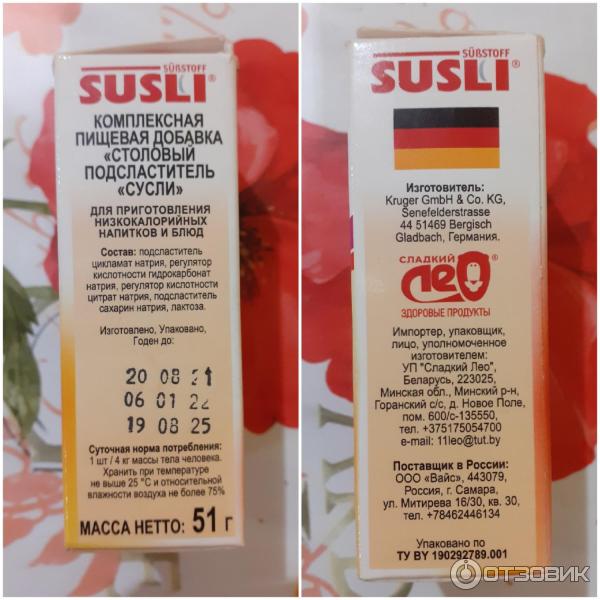 SÜßSTOFF
SUSLI®
КОМПЛЕКСНАЯ
ПИЩЕВАЯ ДОБАВКА
«СТОЛОВЫЙ
ПОДСЛАСТИТЕЛЬ
«СУСЛИ»
ДЛЯ ПРИГОТОВЛЕНИЯ
НИЗКОКАЛОРИЙНЫХ
НАПИТКОВ И БЛЮД
Состав: подсластитель
цикламат натрия, регулятор
кислотности гидрокарбонат
натрия, регулятор кислотности
цитрат натрия, подсластитель
сахарин натрия, лактоза.
Изготовлено, Упаковано,
Годен до:
20 08 21
06 01 22
19 08 25
Суточная норма потребления:
1 шт / 4 кг массы тела человека.
Хранить при температуре
не выше 25 °C и относительной
влажности воздуха не более 75%
МАССА НЕТТО: 51 г
SÜßSTOFF
SUSLI®
Изготовитель:
Kruger GmbH & Co. KG,
Senefelderstrasse
44 51469 Bergisch
Gladbach, Германия.
СЛАДКИЙ ®
ЛЕО
ЗДОРОВЫЕ ПРОДУКТЫ
Импортер, упаковщик,
лицо, уполномоченное
изготовителем:
УП "Сладкий Лео",
Беларусь, 223025,
Минская обл., Минский р-н,
Горанский с/с, д. Новое Поле,
пом. 600/с-135550,
тел. +375175054700
e-mail: 11leo@tut.by
Поставщик в России:
ООО «Вайс», 443079,
Россия, г. Самара,
ул. Митирева 16/30, кв. 30,
тел. +78462446134
Упаковано по
ТУ BY 190292789.001
ОТЗОВИК